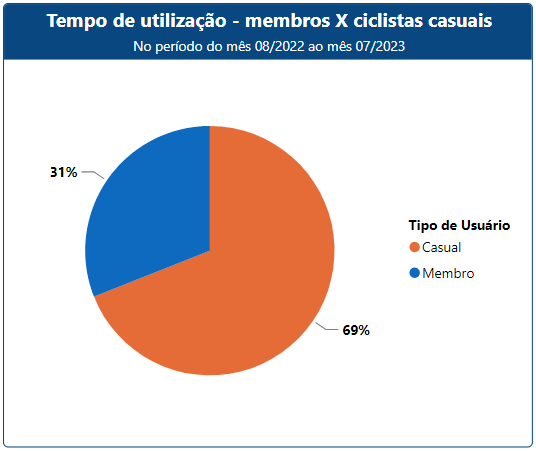 Tempo de utilização - membros X ciclistas casuais
No período do mês 08/2022 ao mês 07/2023
31%
Tipo de Usuário
Casual
Membro
69%